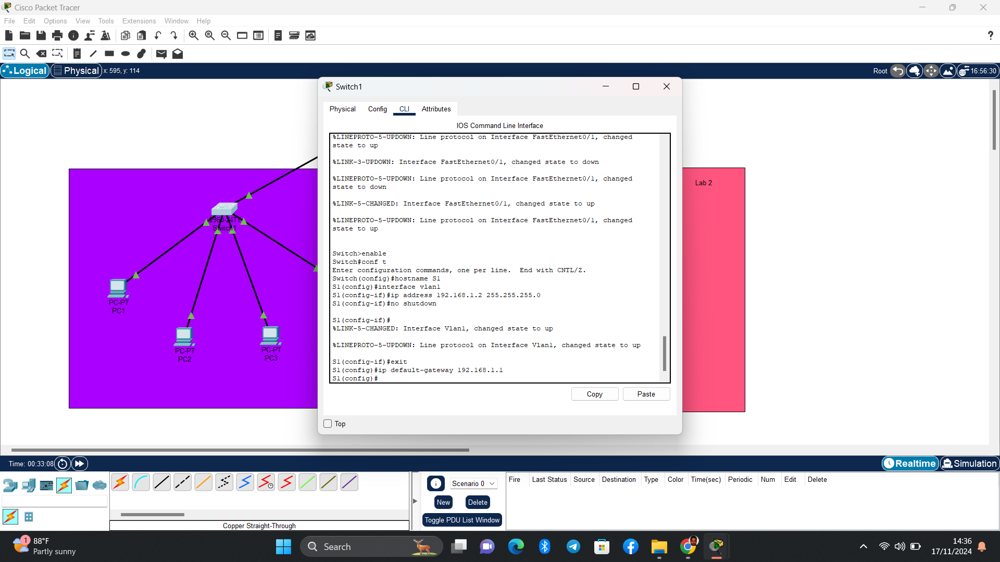 Cisco Packet Tracer
File Edit Options View Tools Extensions Window Help
?
Logical Physical x: 595, y: 114 Root 16:56:30
Switch1
Physical Config CLI Attributes
IOS Command Line Interface
%LINEPROTO-5-UPDOWN: Line protocol on Interface FastEthernet0/1, changed
state to up
%LINK-3-UPDOWN: Interface FastEthernet0/1, changed state to down
%LINEPROTO-5-UPDOWN: Line protocol on Interface FastEthernet0/1, changed
state to down
%LINK-5-CHANGED: Interface FastEthernet0/1, changed state to up
%LINEPROTO-5-UPDOWN: Line protocol on Interface FastEthernet0/1, changed
state to up
Switch>enable
Switch#conf t
Enter configuration commands, one per line.  End with CNTL/Z.
Switch(config)#hostname S1
S1(config)#interface vlan1
S1(config-if)#ip address 192.168.1.2 255.255.255.0
S1(config-if)#no shutdown
S1(config-if)#
%LINK-5-CHANGED: Interface Vlan1, changed state to up
%LINEPROTO-5-UPDOWN: Line protocol on Interface Vlan1, changed state to up
S1(config-if)#exit
S1(config)#ip default-gateway 192.168.1.1
S1(config)#
Copy Paste
Top
2960-24TT
Switch1
PC-PT
PC1
PC-PT
PC2
PC-PT
PC3
Lab 2
Time: 00:33:08 Realtime Simulation
Scenario 0
New Delete
Toggle PDU List Window
Fire Last Status Source Destination Type Color Time(sec) Periodic Num Edit Delete
Copper Straight-Through
1
88°F
Partly sunny
Search
14:36
17/11/2024